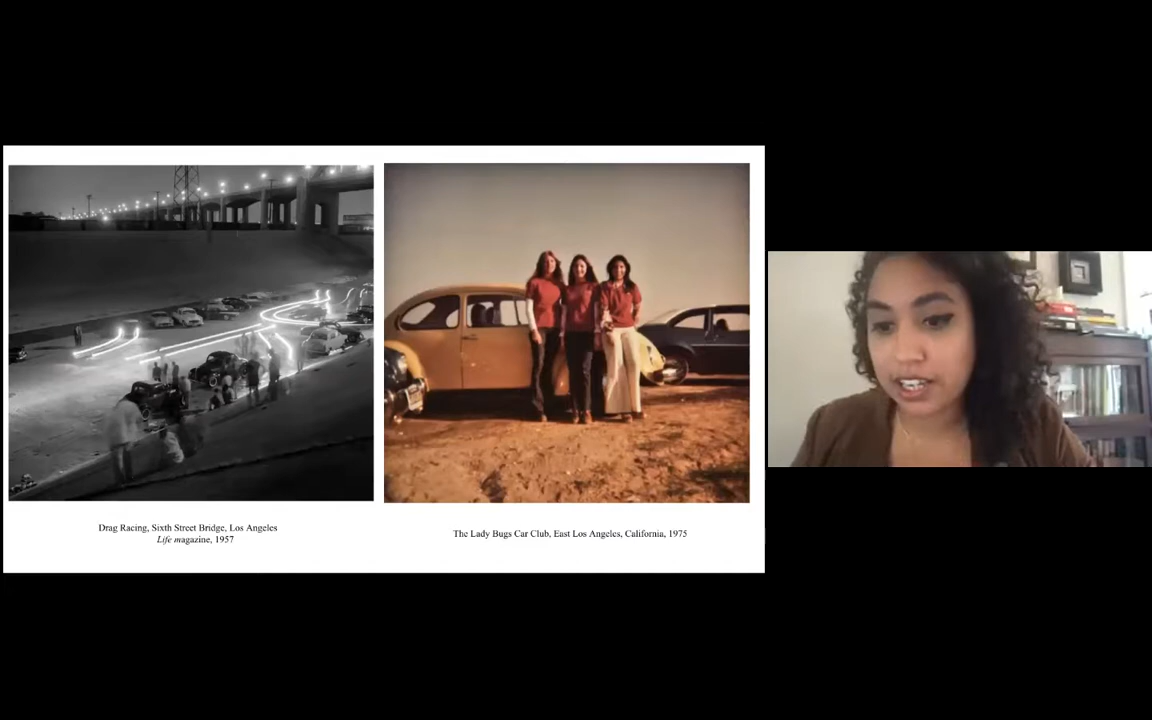 Drag Racing, Sixth Street Bridge, Los Angeles
Life magazine, 1957
The Lady Bugs Car Club, East Los Angeles, California, 1975